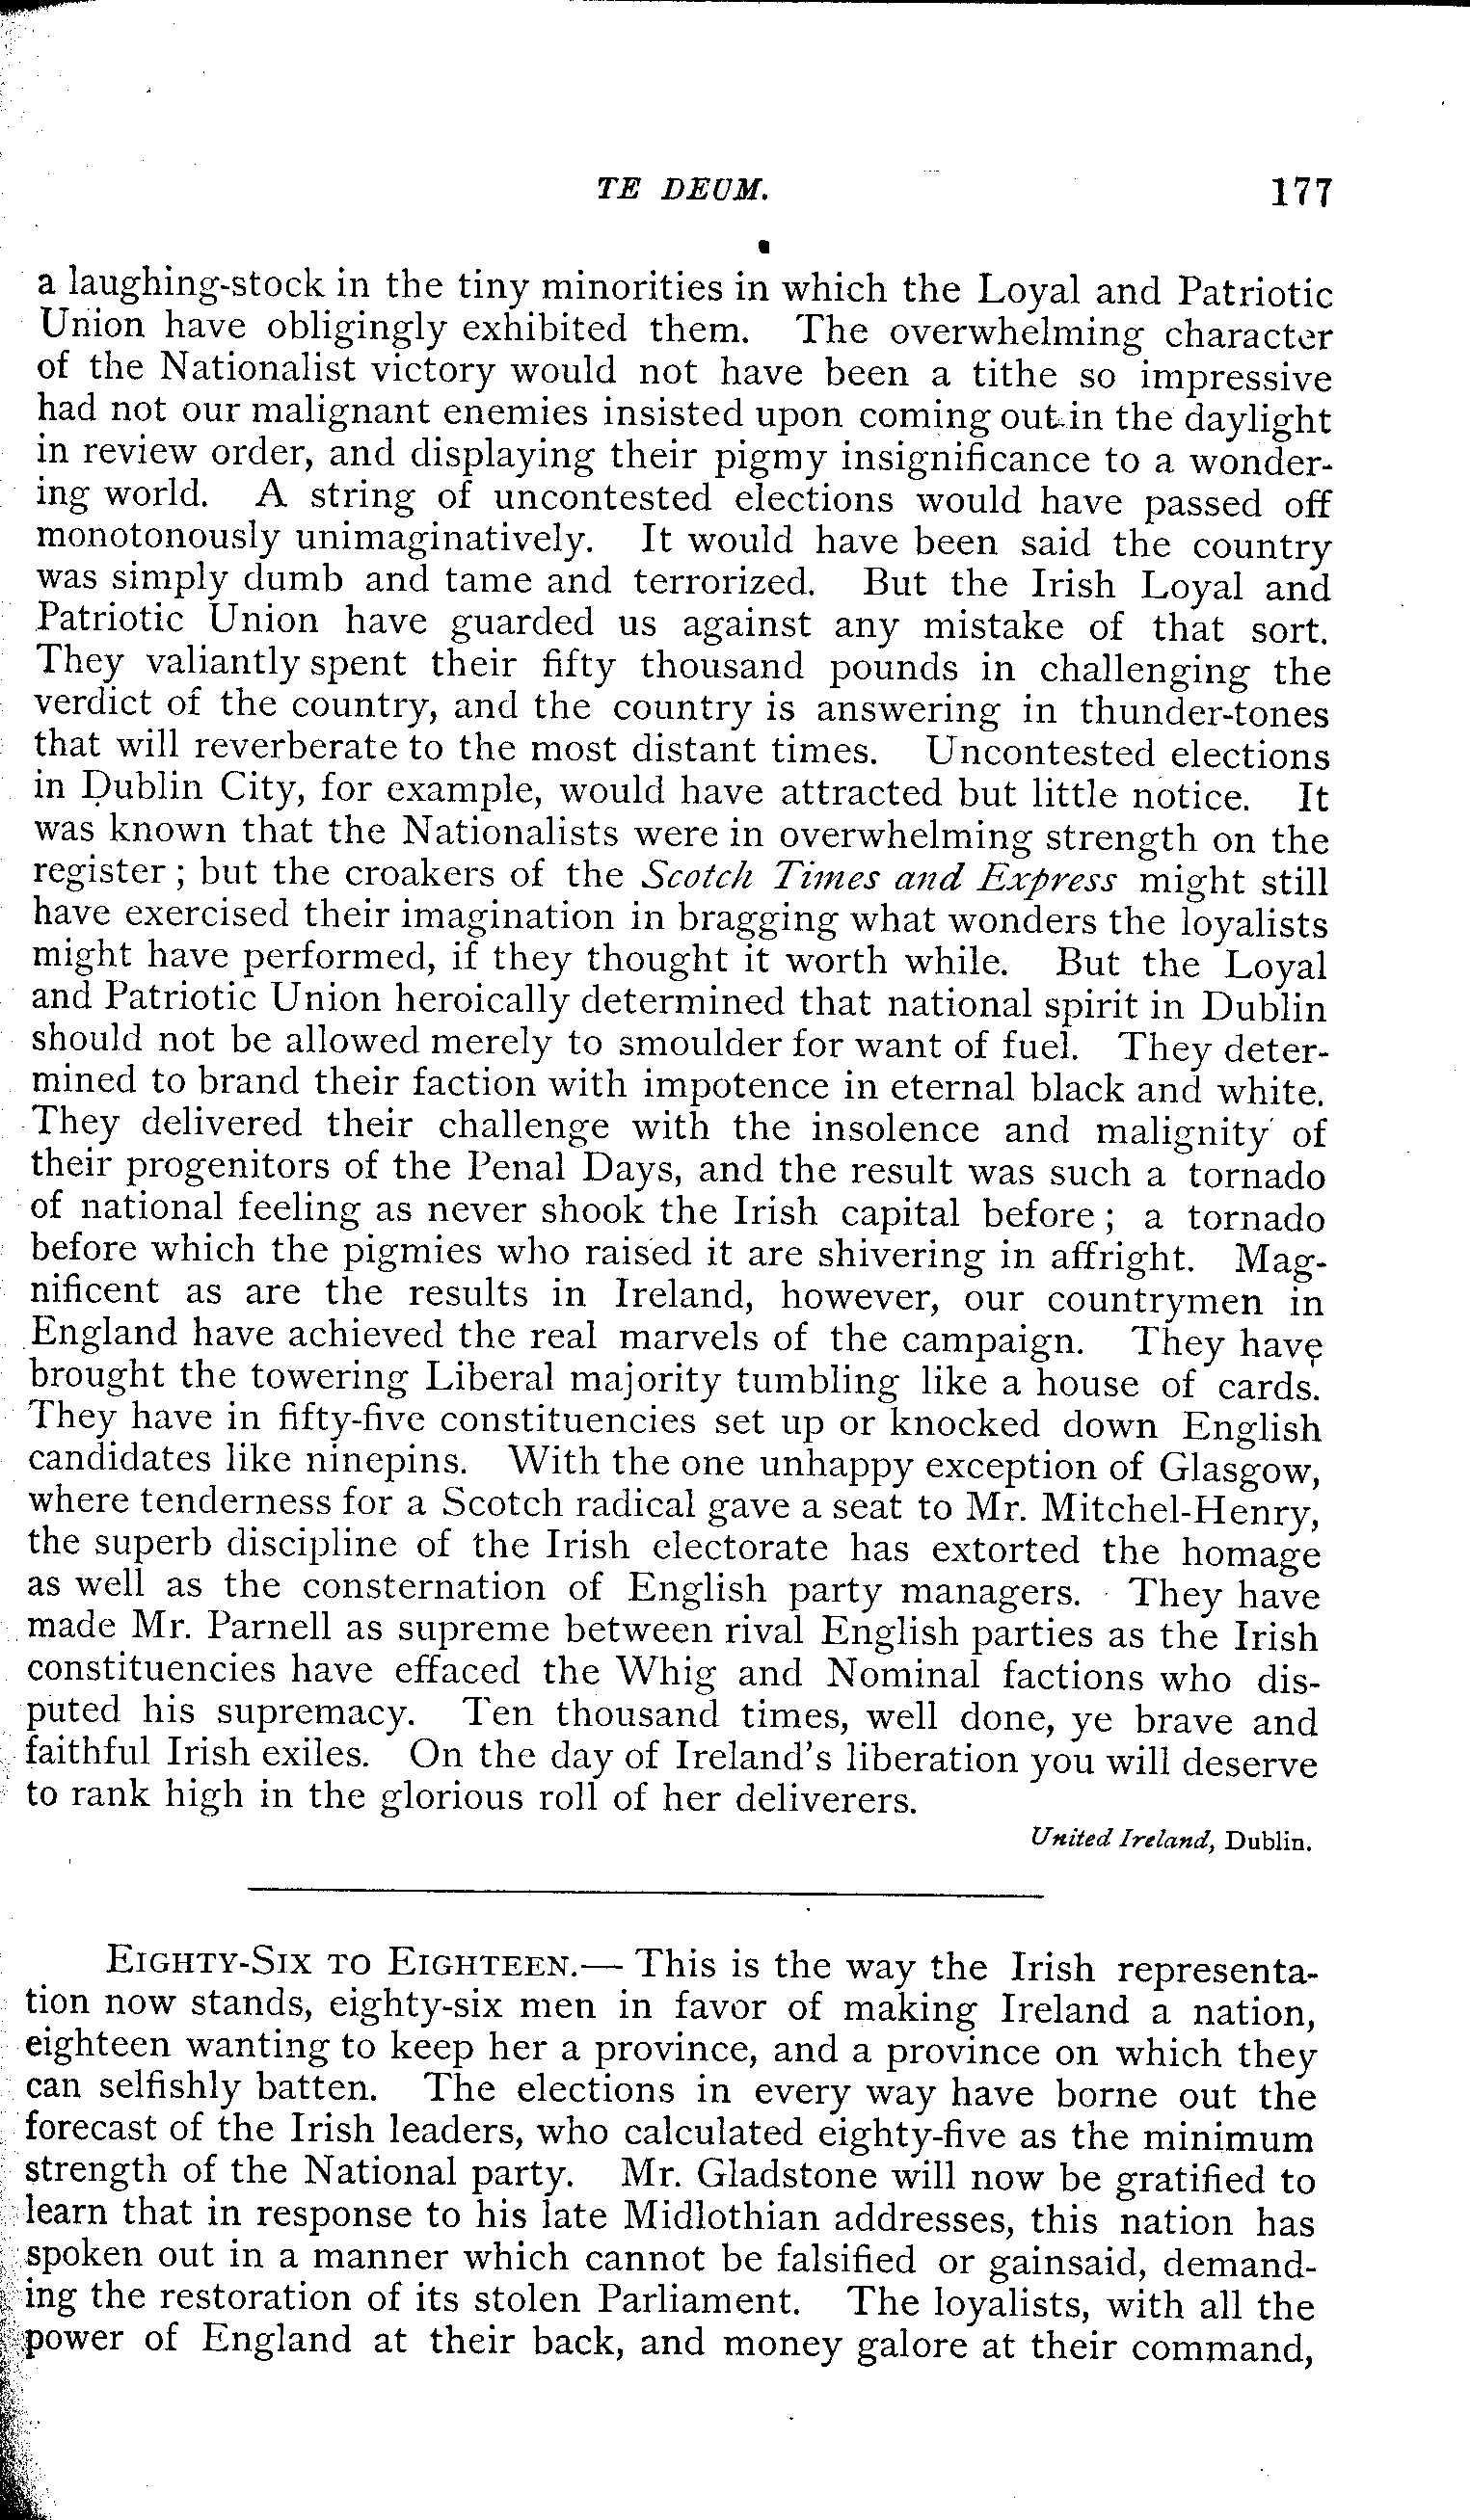 TE DEUM. 177
a laughing-stock in the tiny minorities in which the Loyal and Patriotic
Union have obligingly exhibited them. The overwhelming character
of the Nationalist victory would not have been a tithe so impressive
had not our malignant enemies insisted upon coming out in the daylight
in review order, and displaying their pigmy insignificance to a wonder-
ing world. A string of uncontested elections would have passed off
monotonously unimaginatively. It would have been said the country
was simply dumb and tame and terrorized. But the Irish Loyal and
Patriotic Union have guarded us against any mistake of that sort.
They valiantly spent their fifty thousand pounds in challenging the
verdict of the country, and the country is answering in thunder-tones
that will reverberate to the most distant times. Uncontested elections
in Dublin City, for example, would have attracted but little notice. It
was known that the Nationalists were in overwhelming strength on the
register; but the croakers of the Scotch Times and Express might still
have exercised their imagination in bragging what wonders the loyalists
might have performed, if they thought it worth while. But the Loyal
and Patriotic Union heroically determined that national spirit in Dublin
should not be allowed merely to smoulder for want of fuel. They deter-
mined to brand their faction with impotence in eternal black and white.
They delivered their challenge with the insolence and malignity of
their progenitors of the Penal Days, and the result was such a tornado
of national feeling as never shook the Irish capital before; a tornado
before which the pigmies who raised it are shivering in affright. Mag-
nificent as are the results in Ireland, however, our countrymen in
England have achieved the real marvels of the campaign. They have
brought the towering Liberal majority tumbling like a house of cards.
They have in fifty-five constituencies set up or knocked down English
candidates like ninepins. With the one unhappy exception of Glasgow,
where tenderness for a Scotch radical gave a seat to Mr. Mitchel-Henry,
the superb discipline of the Irish electorate has extorted the homage
as well as the consternation of English party managers. They have
made Mr. Parnell as supreme between rival English parties as the Irish
constituencies have effaced the Whig and Nominal factions who dis-
puted his supremacy. Ten thousand times, well done, ye brave and
faithful Irish exiles. On the day of Ireland's liberation you will deserve
to rank high in the glorious roll of her deliverers.
United Ireland, Dublin.
EIGHTY-SIX TO EIGHTEEN.— This is the way the Irish representa-
tion now stands, eighty-six men in favor of making Ireland a nation,
eighteen wanting to keep her a province, and a province on which they
can selfishly batten. The elections in every way have borne out the
forecast of the Irish leaders, who calculated eighty-five as the minimum
strength of the National party. Mr. Gladstone will now be gratified to
learn that in response to his late Midlothian addresses, this nation has
spoken out in a manner which cannot be falsified or gainsaid, demand-
ing the restoration of its stolen Parliament. The loyalists, with all the
power of England at their back, and money galore at their command,